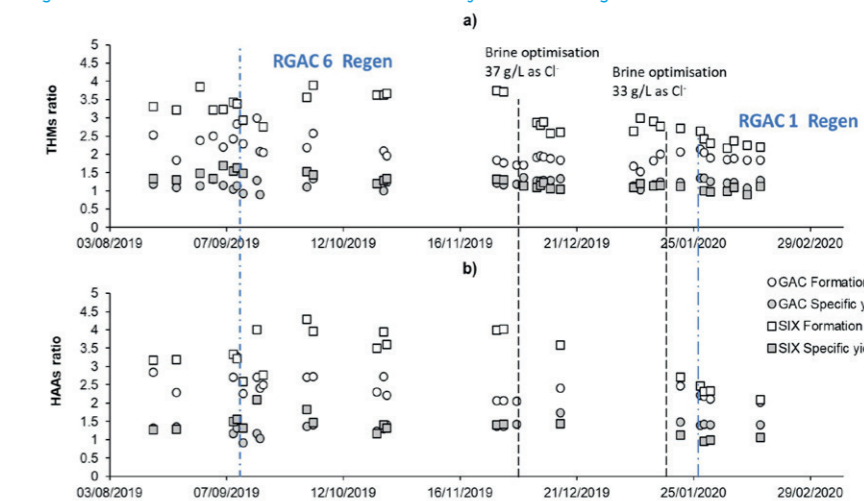 a)
Brine optimisation
37 g/L as Cl⁻
RGAC 6 Regen
Brine optimisation
33 g/L as Cl⁻
RGAC 1 Regen
THMs ratio
5
4.5
4
3.5
3
2.5
2
1.5
1
0.5
0
03/08/2019 07/09/2019 12/10/2019 16/11/2019 21/12/2019 25/01/2020 29/02/2020
b)
HAAs ratio
5
4.5
4
3.5
3
2.5
2
1.5
1
0.5
0
GAC Formation
GAC Specific
SIX Formation
SIX Specific
03/08/2019 07/09/2019 12/10/2019 16/11/2019 21/12/2019 25/01/2020 29/02/2020